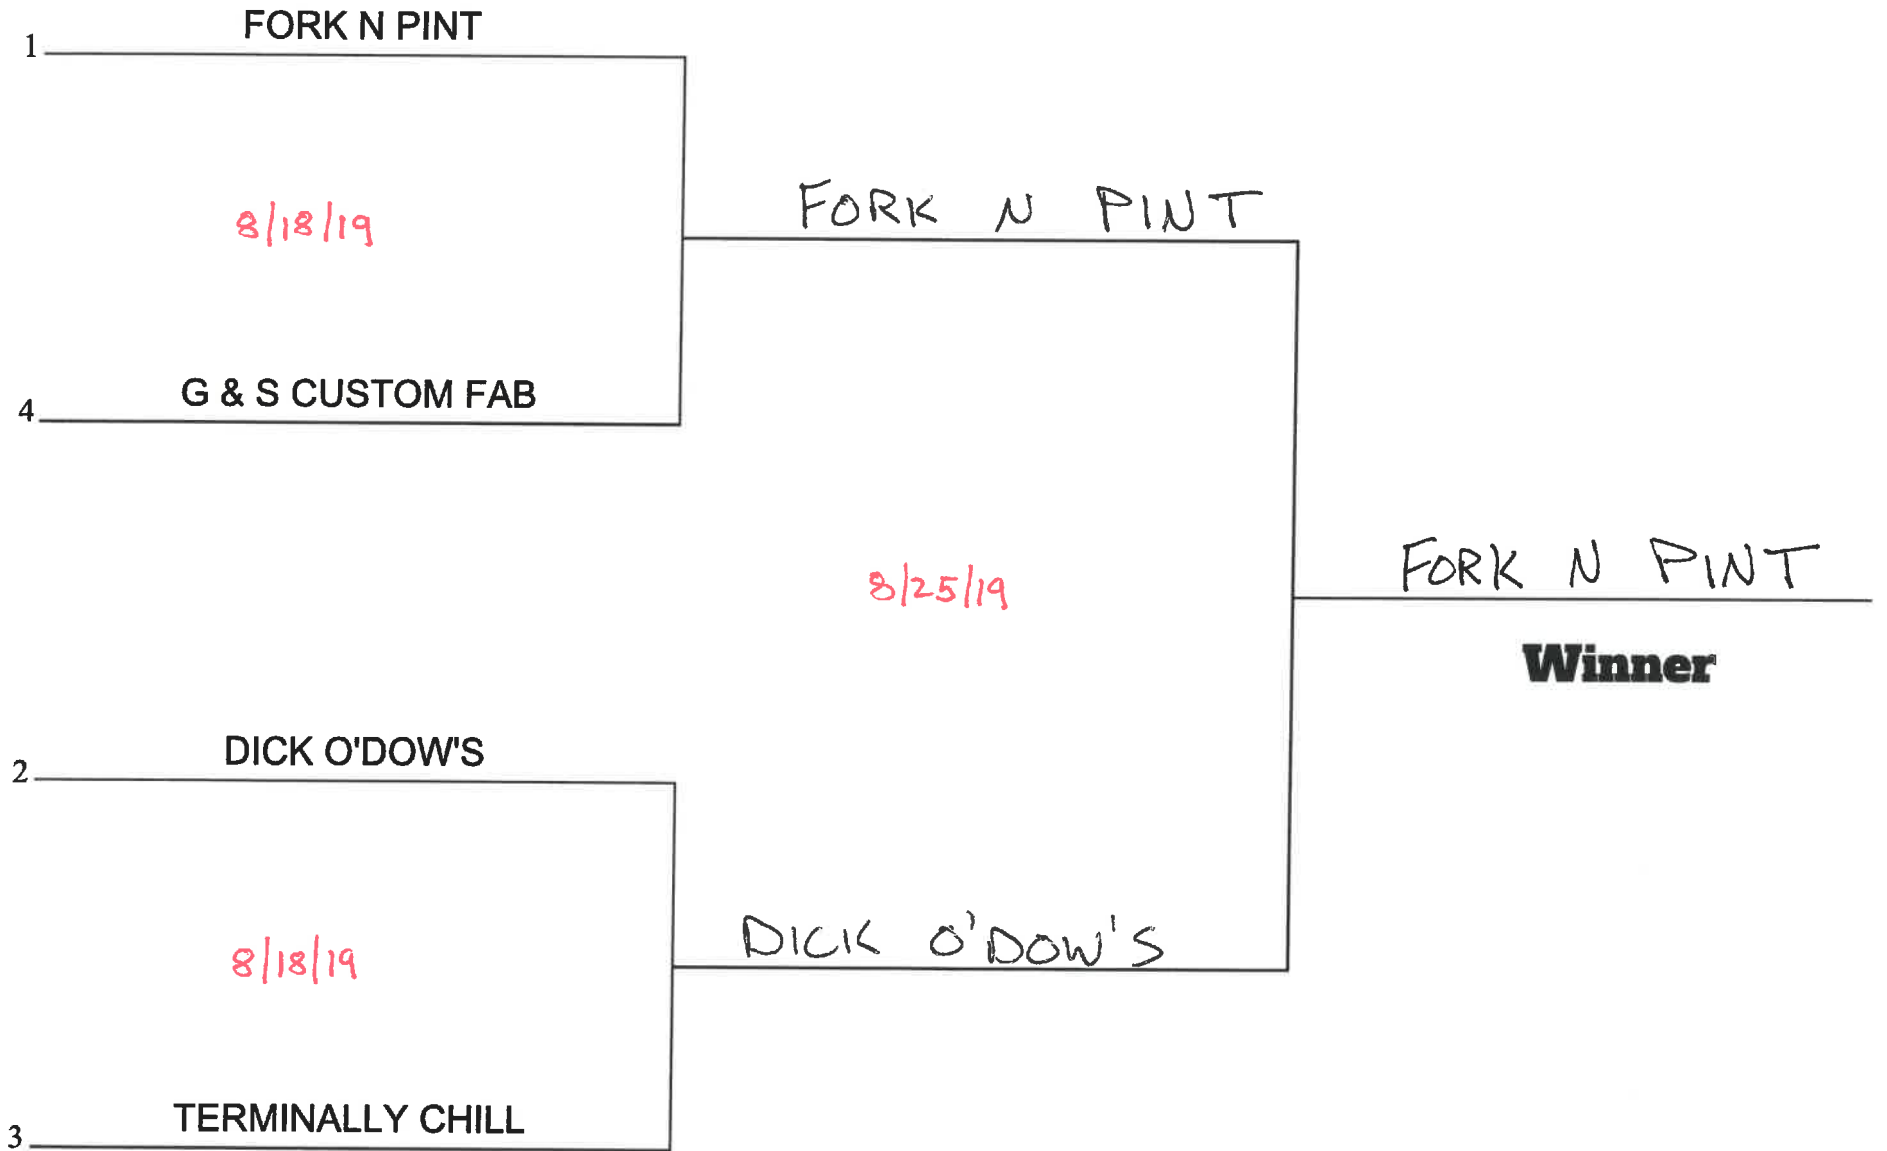 FORK N PINT
1
8/18/19
FORK N PINT
G & S CUSTOM FAB
4
8/25/19
FORK N PINT
Winner
DICK O'DOW'S
2
8/18/19
DICK O'DOW'S
TERMINALLY CHILL
3